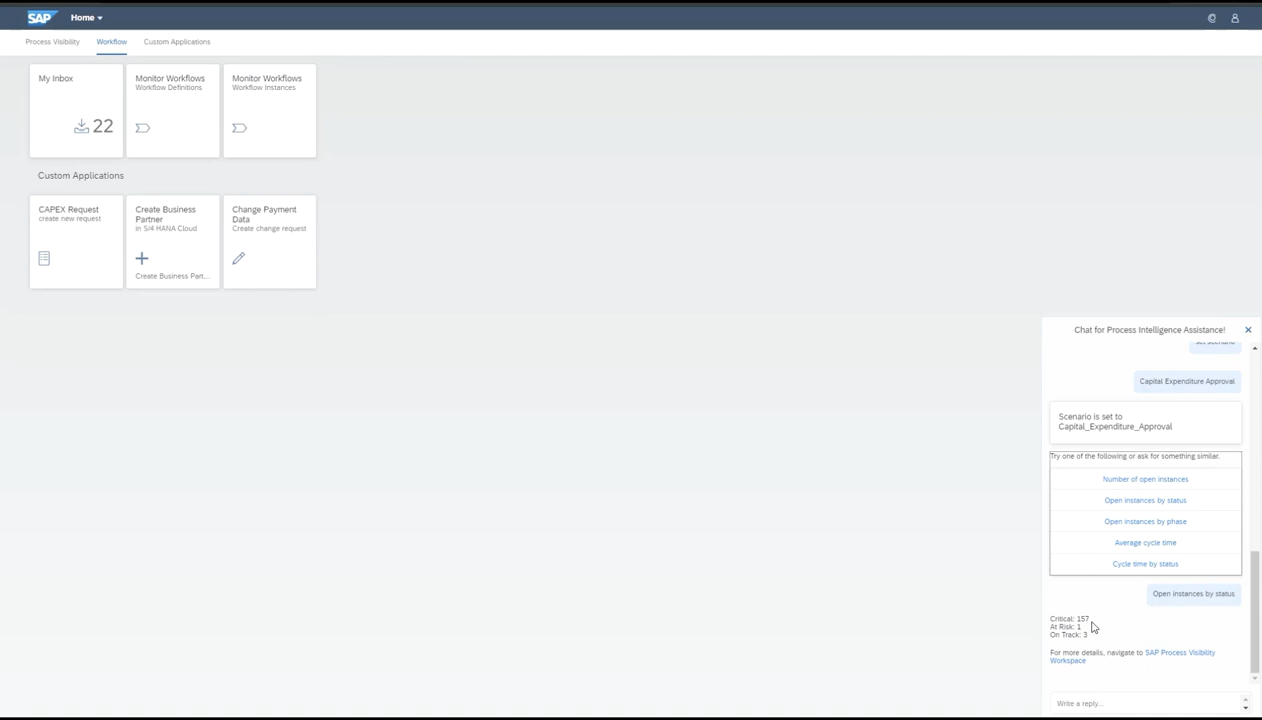 SAP Home
Process Visibility Workflow Custom Applications
My Inbox
22
Monitor Workflows
Workflow Definitions
Monitor Workflows
Workflow Instances
Custom Applications
CAPEX Request
create new request
Create Business
Partner
in S/4 HANA Cloud
Create Business Part...
Change Payment
Data
Create change request
Chat for Process Intelligence Assistance!
set scenario
Capital Expenditure Approval
Scenario is set to
Capital_Expenditure_Approval
Try one of the following or ask for something similar.
Number of open instances
Open instances by status
Open instances by phase
Average cycle time
Cycle time by status
Open instances by status
Critical: 157
At Risk: 1
On Track: 3
For more details, navigate to SAP Process Visibility
Workspace
Write a reply...